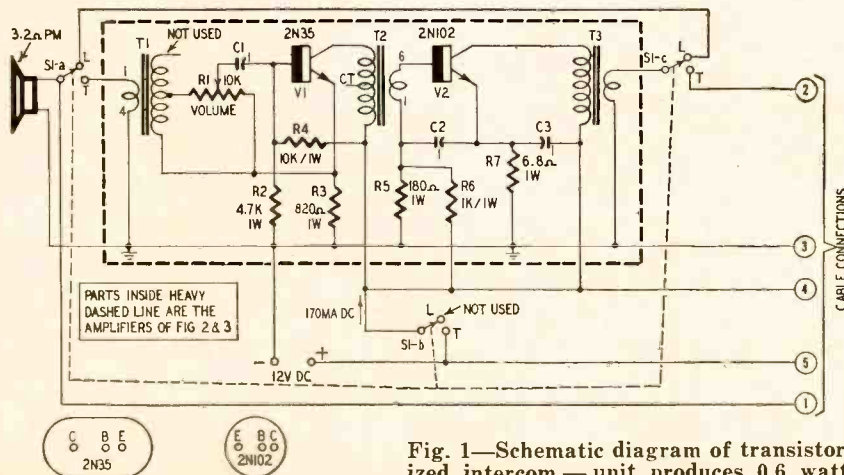 3.2Ω PM
SI-a
L
T
1
4
T1
NOT USED
R1 10K
VOLUME
C1
2N35
V1
R4
10K/1W
R2
4.7K
1W
R3
820Ω
1W
T2
CT
6
1
2N102
V2
C2
R5
180Ω
1W
R6
1K/1W
R7
6.8Ω
1W
C3
T3
SI-c
L
T
2
3
4
5
1
CABLE CONNECTIONS
PARTS INSIDE HEAVY
DASHED LINE ARE THE
AMPLIFIERS OF FIG 2 & 3
170MA DC
L
NOT USED
T
SI-b
- +
12V DC
C B E
2N35
E B C
2N102
Fig. 1—Schematic diagram of transistor-
ized intercom — unit produces 0.6 watt